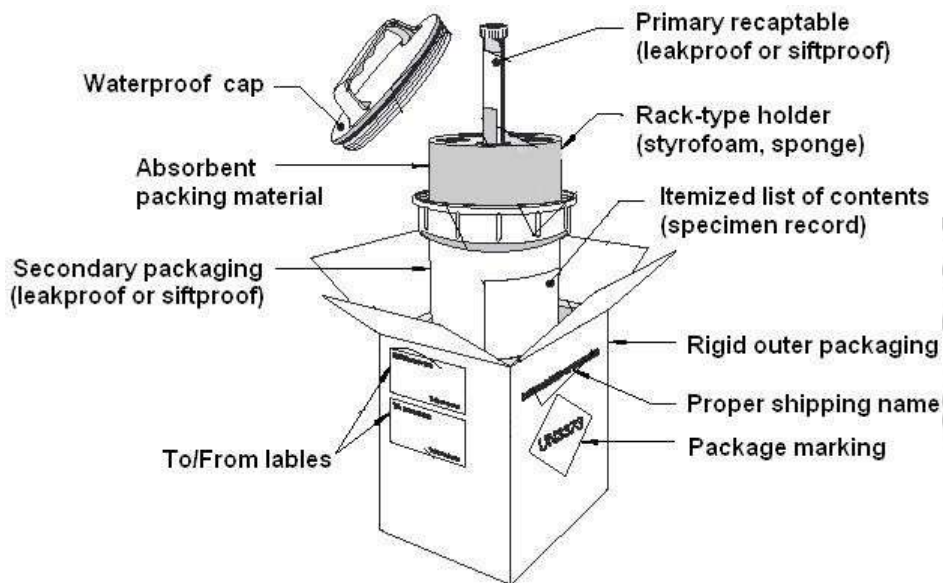 Primary recaptable
(leakproof or siftproof)
Waterproof cap
Rack-type holder
(styrofoam, sponge)
Absorbent
packing material
Itemized list of contents
(specimen record)
Secondary packaging
(leakproof or siftproof)
Rigid outer packaging
Proper shipping name
Package marking
To/From lables
UN3373